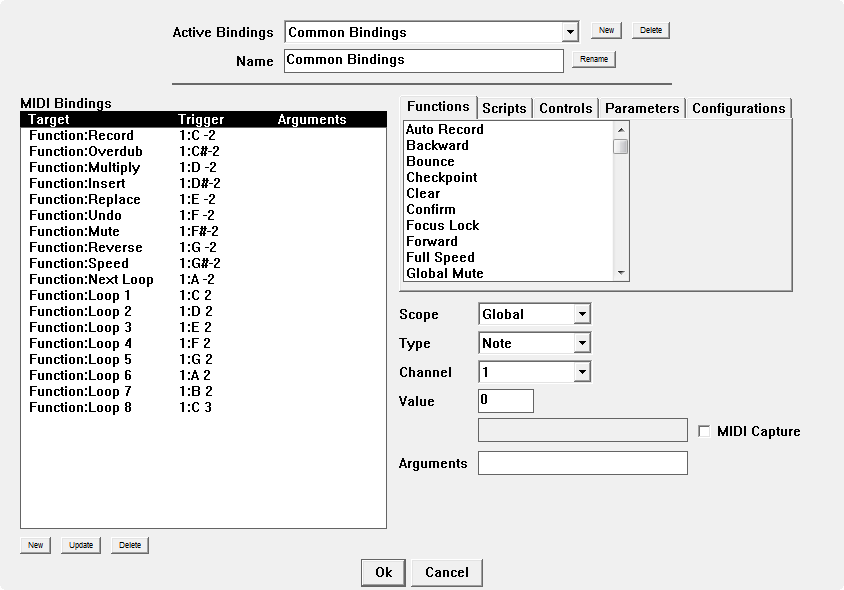 Active Bindings Common Bindings New Delete
Name Common Bindings Rename
MIDI Bindings
Target Trigger Arguments
Function:Record 1:C -2
Function:Overdub 1:C#-2
Function:Multiply 1:D -2
Function:Insert 1:D#-2
Function:Replace 1:E -2
Function:Undo 1:F -2
Function:Mute 1:F#-2
Function:Reverse 1:G -2
Function:Speed 1:G#-2
Function:Next Loop 1:A -2
Function:Loop 1 1:C 2
Function:Loop 2 1:D 2
Function:Loop 3 1:E 2
Function:Loop 4 1:F 2
Function:Loop 5 1:G 2
Function:Loop 6 1:A 2
Function:Loop 7 1:B 2
Function:Loop 8 1:C 3
New Update Delete
Functions Scripts Controls Parameters Configurations
Auto Record
Backward
Bounce
Checkpoint
Clear
Confirm
Focus Lock
Forward
Full Speed
Global Mute
Scope Global
Type Note
Channel 1
Value 0
MIDI Capture
Arguments
Ok Cancel